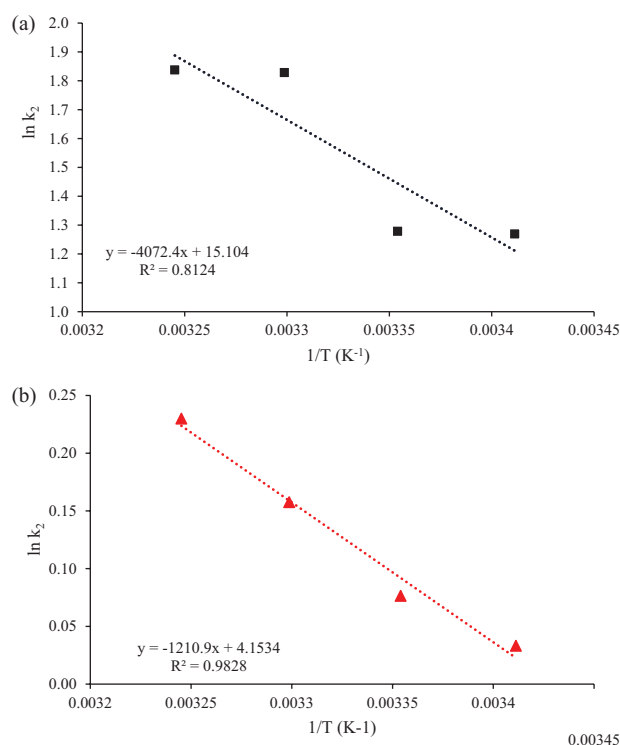 (a)
2.0
1.9
1.8
1.7
1.6
1.5
1.4
1.3
1.2
1.1
1.0
ln k₂
y = -4072.4x + 15.104
R² = 0.8124
0.0032 0.00325 0.0033 0.00335 0.0034 0.00345
1/T (K⁻¹)
(b)
0.25
0.20
0.15
0.10
0.05
0.00
ln k₂
y = -1210.9x + 4.1534
R² = 0.9828
0.0032 0.00325 0.0033 0.00335 0.0034
1/T (K-1)
0.00345